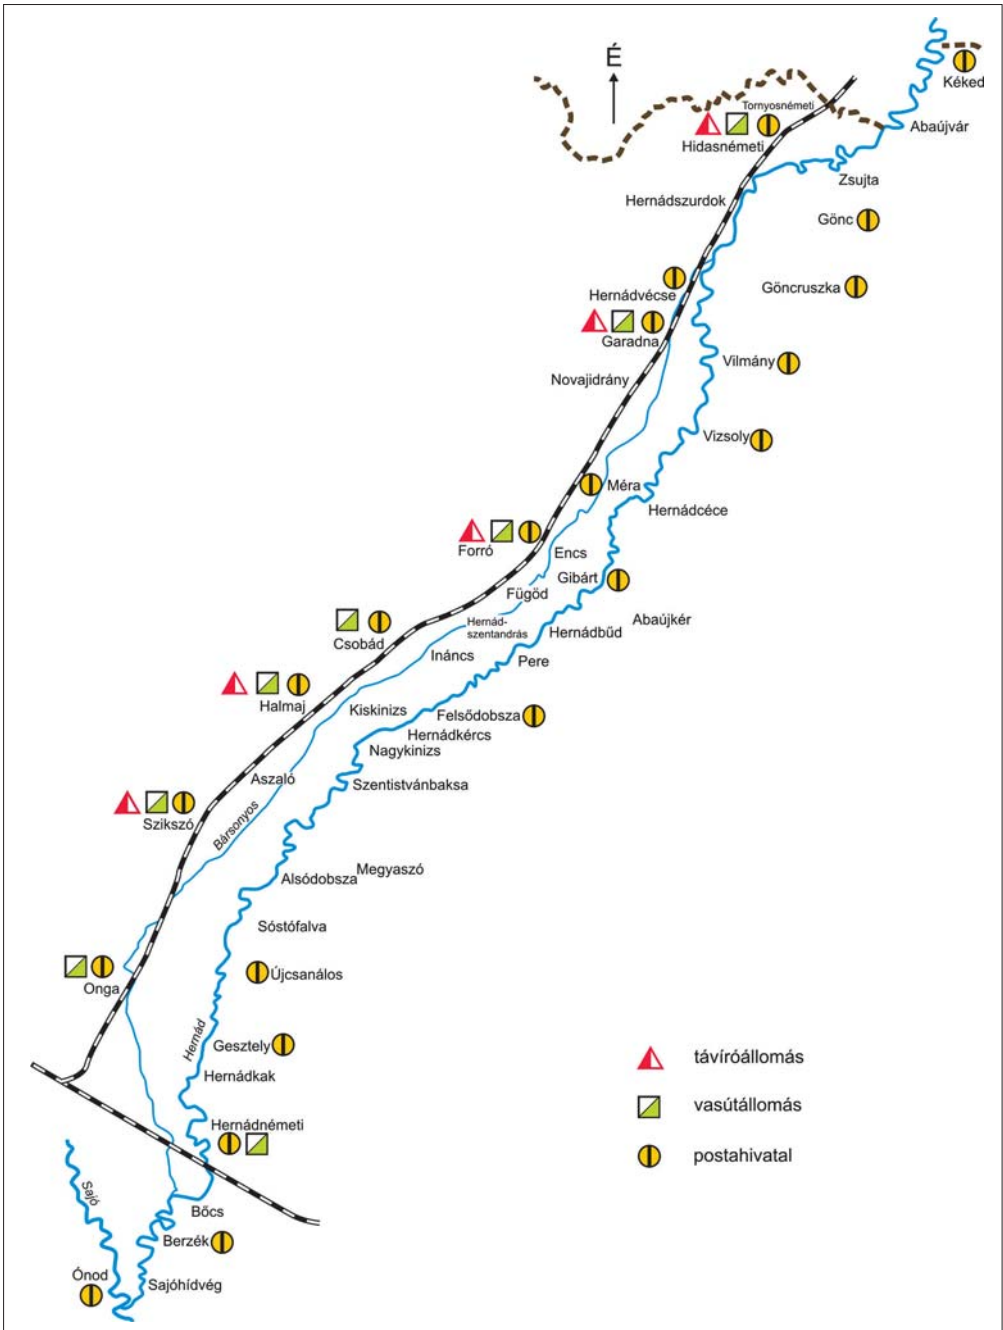 É
Kéked
Tornyosnémeti
Abaújvár
Hidasnémeti
Zsujta
Hernádszurdok
Gönc
Göncruszka
Hernádvécse
Garadna
Vilmány
Novajidrány
Vizsoly
Méra
Hernádcéce
Forró
Encs
Gibárt
Fügöd
Abaújkér
Hernád-
szentandrás
Hernádbűd
Csobád
Ináncs
Pere
Halmaj
Kiskinizs
Felsődobsza
Hernádkércs
Nagykinizs
Aszaló
Szentistvánbaksa
Bársonyos
Szikszó
Megyaszó
Alsódobsza
Sóstófalva
Újcsanálos
Onga
Hernád
Gesztely
Hernádkak
Hernádnémeti
távíróállomás
vasútállomás
postahivatal
Sajó
Bőcs
Berzék
Ónod
Sajóhídvég